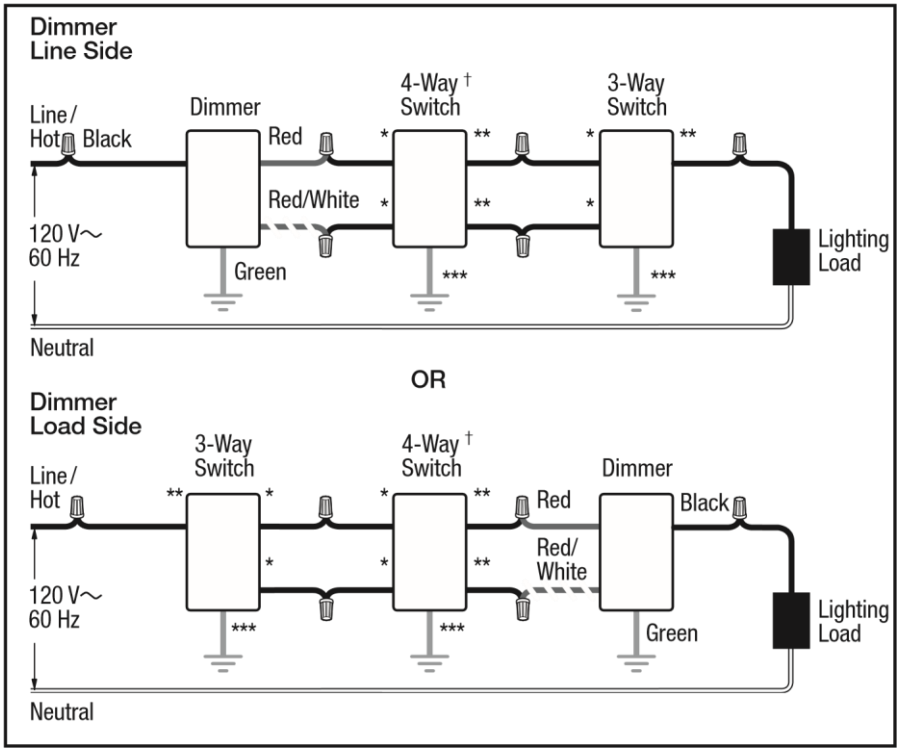 Dimmer
Line Side
4-Way †
Switch
3-Way
Switch
Dimmer
Line /
Hot
Black
Red
*
**
*
**
Red/White
*
**
*
120 V~
60 Hz
Green
***
***
Lighting
Load
Neutral
OR
Dimmer
Load Side
3-Way
Switch
4-Way †
Switch
Dimmer
Line /
Hot
**
*
*
**
Red
Black
*
*
**
Red/
White
120 V~
60 Hz
***
***
Green
Lighting
Load
Neutral